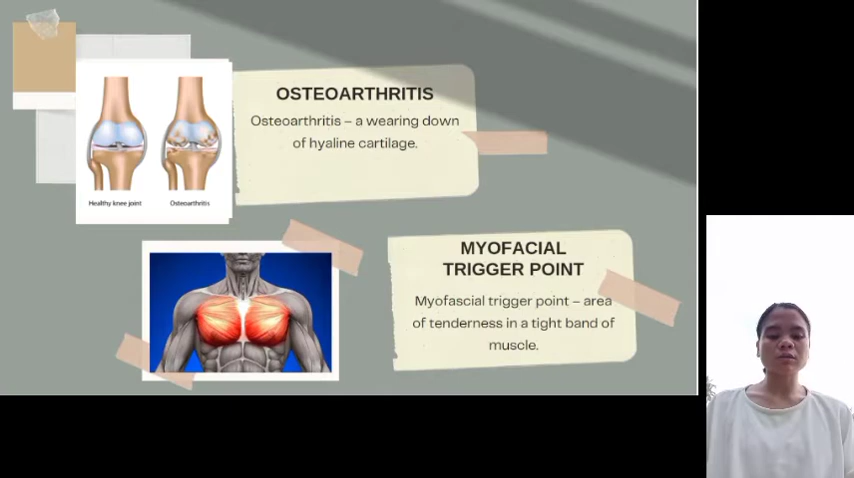 OSTEOARTHRITIS
Osteoarthritis – a wearing down
of hyaline cartilage.
Healthy knee joint
Osteoarthritis
MYOFACIAL
TRIGGER POINT
Myofascial trigger point – area
of tenderness in a tight band of
muscle.